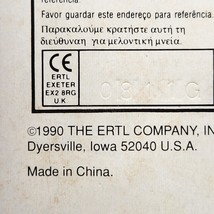 referência.
Favor guardar este endereço para referência.
Παρακαλούμε κρατήστε αυτή τη
διεύθυναη για μελοντική μνεία.
CE
ERTL
EXETER
EX2 8RG
UK
©1990 THE ERTL COMPANY, IN
Dyersville, Iowa 52040 U.S.A.
Made in China.